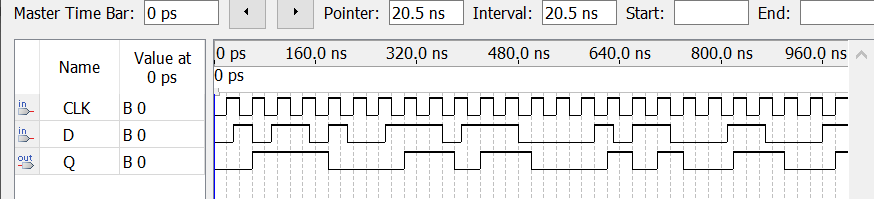 Master Time Bar: 0 ps Pointer: 20.5 ns Interval: 20.5 ns Start: End:
Name Value at 0 ps
0 ps 160,0 ns 320,0 ns 480,0 ns 640,0 ns 800,0 ns 960,0 ns
0 ps
in CLK B 0
in D B 0
out Q B 0